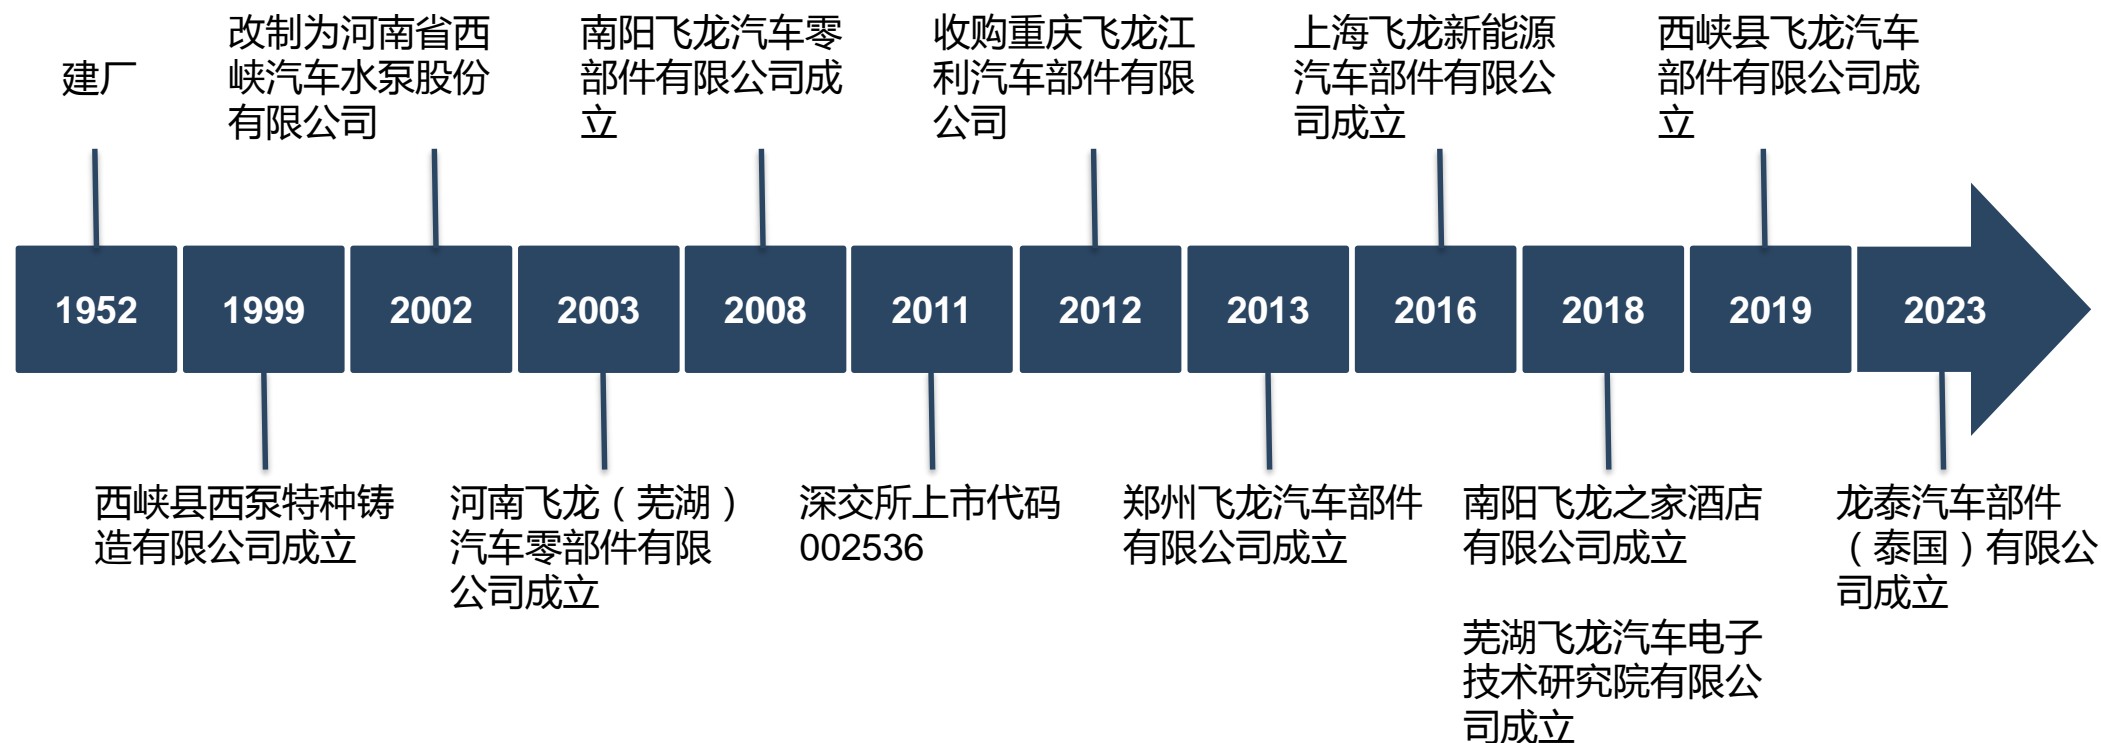 建厂
改制为河南省西
峡汽车水泵股份
有限公司
南阳飞龙汽车零
部件有限公司成
立
收购重庆飞龙江
利汽车部件有限
公司
上海飞龙新能源
汽车部件有限公
司成立
西峡县飞龙汽车
部件有限公司成
立
1952
1999
2002
2003
2008
2011
2012
2013
2016
2018
2019
2023
西峡县西泵特种铸
造有限公司成立
河南飞龙（芜湖）
汽车零部件有限
公司成立
深交所上市代码
002536
郑州飞龙汽车部件
有限公司成立
南阳飞龙之家酒店
有限公司成立
芜湖飞龙汽车电子
技术研究院有限公
司成立
龙泰汽车部件
（泰国）有限公
司成立